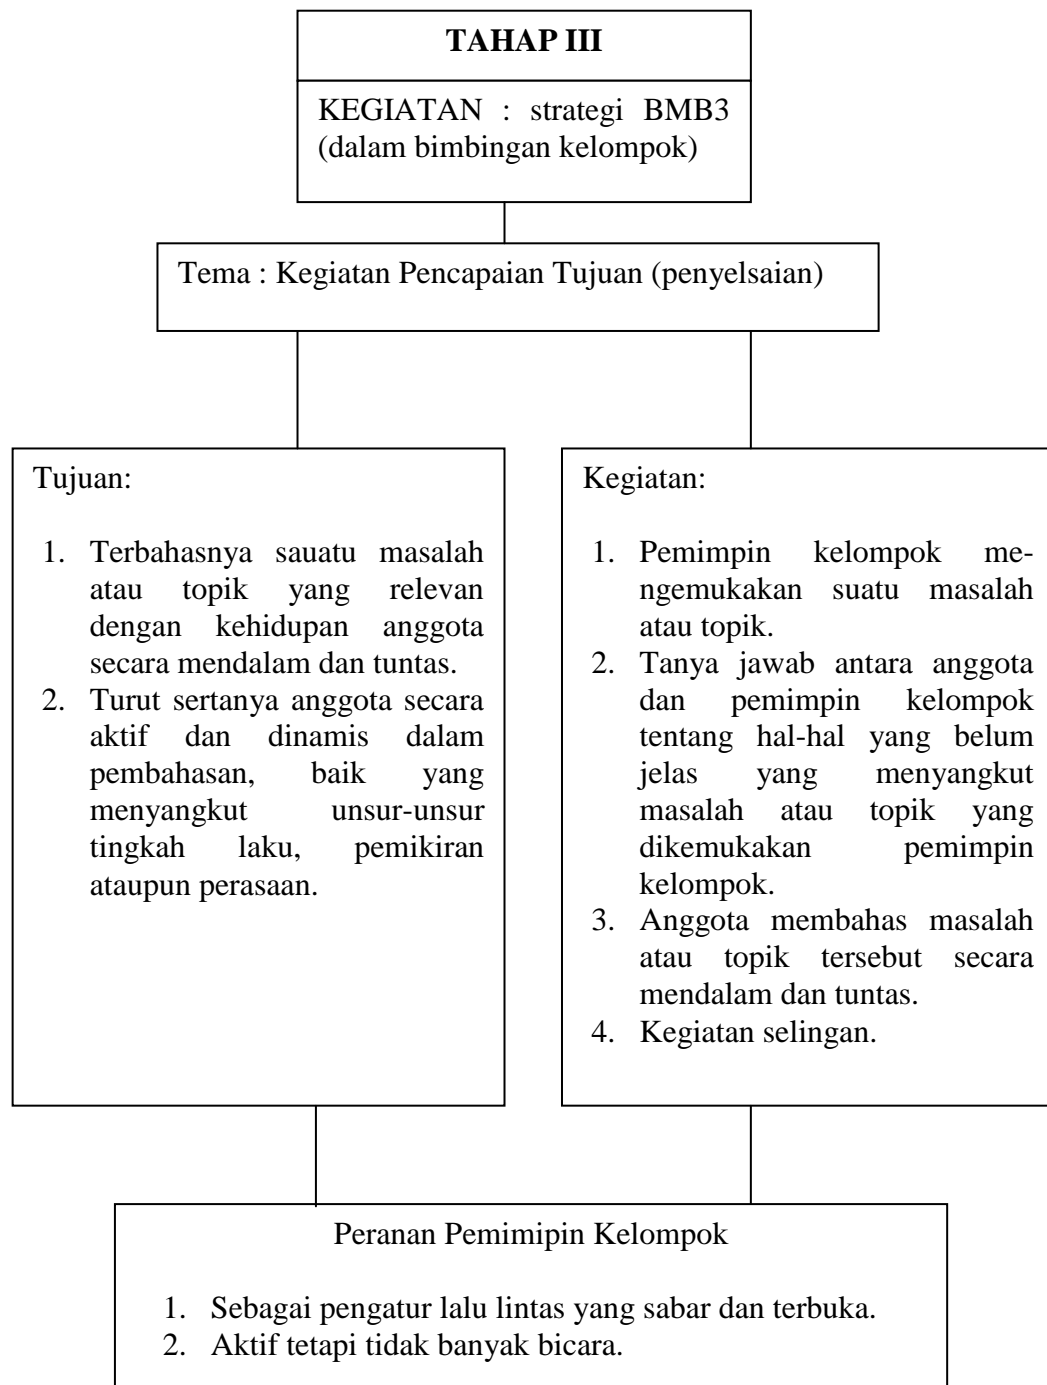 TAHAP III
KEGIATAN : strategi BMB3
(dalam bimbingan kelompok)
Tema : Kegiatan Pencapaian Tujuan (penyelsaian)
Tujuan:
1. Terbahasnya sauatu masalah
atau topik yang relevan
dengan kehidupan anggota
secara mendalam dan tuntas.
2. Turut sertanya anggota secara
aktif dan dinamis dalam
pembahasan, baik yang
menyangkut unsur-unsur
tingkah laku, pemikiran
ataupun perasaan.
Kegiatan:
1. Pemimpin kelompok me-
ngemukakan suatu masalah
atau topik.
2. Tanya jawab antara anggota
dan pemimpin kelompok
tentang hal-hal yang belum
jelas yang menyangkut
masalah atau topik yang
dikemukakan pemimpin
kelompok.
3. Anggota membahas masalah
atau topik tersebut secara
mendalam dan tuntas.
4. Kegiatan selingan.
Peranan Pemimipin Kelompok
1. Sebagai pengatur lalu lintas yang sabar dan terbuka.
2. Aktif tetapi tidak banyak bicara.